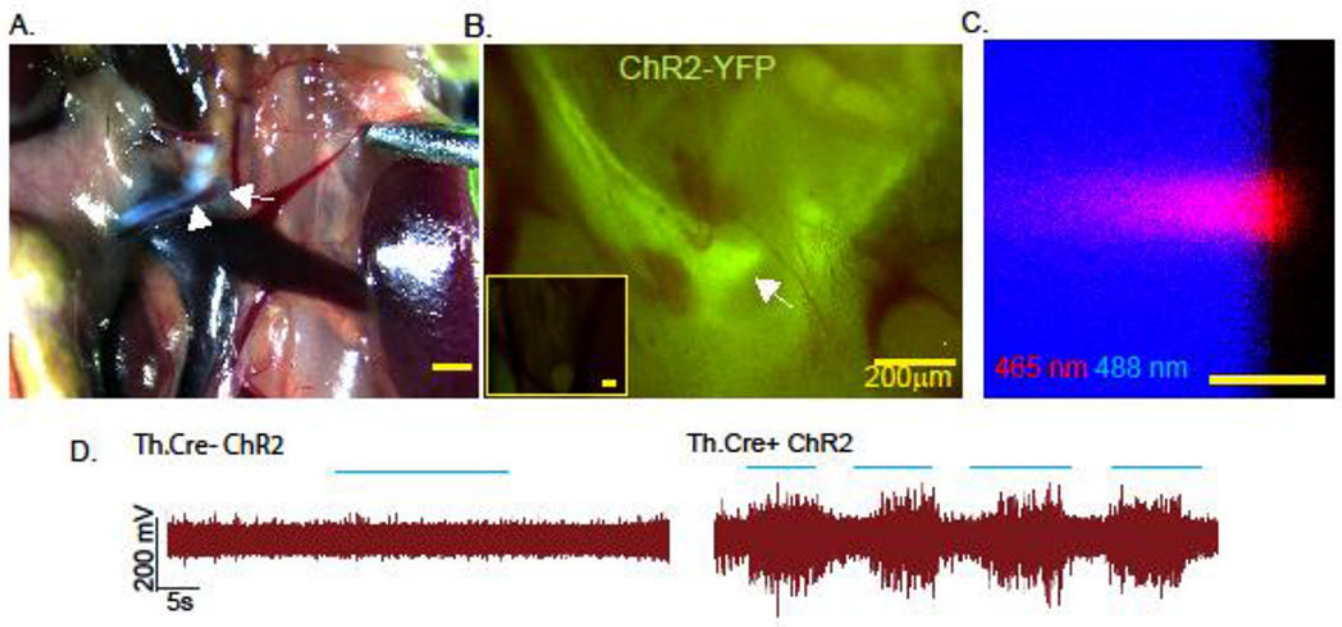 A.
B.
C.
ChR2-YFP
200μm
465 nm 488 nm
D.
Th.Cre- ChR2
Th.Cre+ ChR2
200 mV
5s